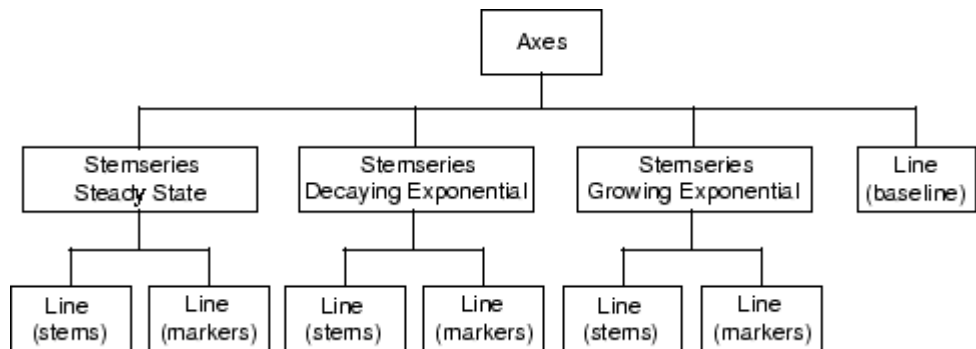 Axes
Stemseries
Steady State
Stemseries
Decaying Exponential
Stemseries
Growing Exponential
Line
(baseline)
Line
(stems)
Line
(markers)
Line
(stems)
Line
(markers)
Line
(stems)
Line
(markers)